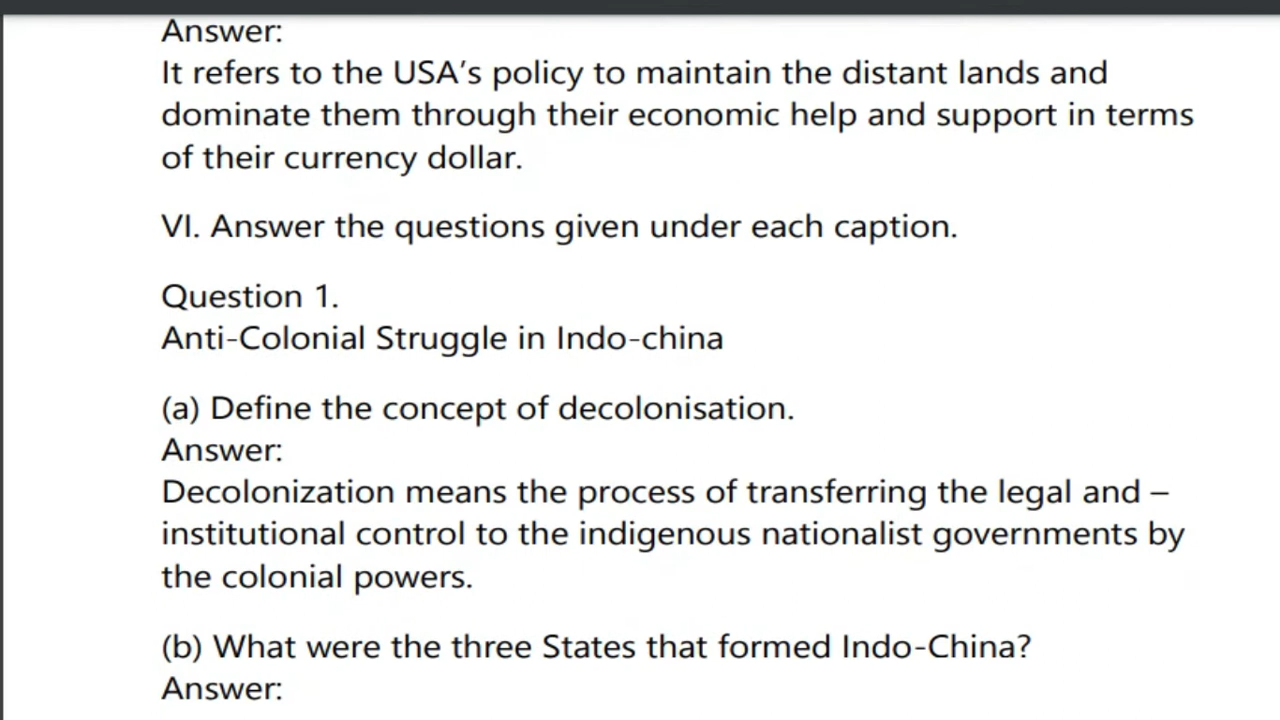 Answer:
It refers to the USA’s policy to maintain the distant lands and
dominate them through their economic help and support in terms
of their currency dollar.
VI. Answer the questions given under each caption.
Question 1.
Anti-Colonial Struggle in Indo-china
(a) Define the concept of decolonisation.
Answer:
Decolonization means the process of transferring the legal and –
institutional control to the indigenous nationalist governments by
the colonial powers.
(b) What were the three States that formed Indo-China?
Answer: